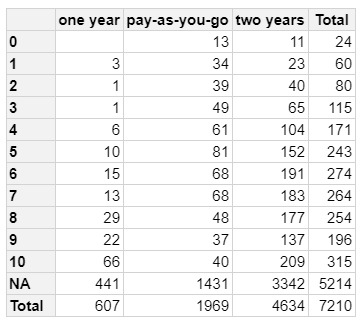 one year pay-as-you-go two years Total
0 13 11 24
1 3 34 23 60
2 1 39 40 80
3 1 49 65 115
4 6 61 104 171
5 10 81 152 243
6 15 68 191 274
7 13 68 183 264
8 29 48 177 254
9 22 37 137 196
10 66 40 209 315
NA 441 1431 3342 5214
Total 607 1969 4634 7210